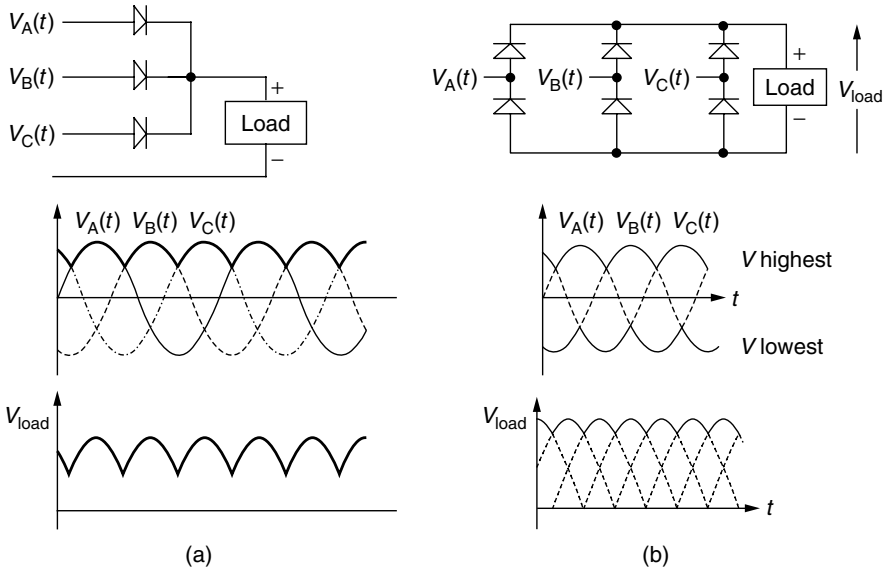 V_A(t)
V_B(t)
V_C(t)
+
Load
−
V_A(t) V_B(t) V_C(t)
V_load
(a)
V_A(t) V_B(t) V_C(t)
+
Load
−
V_load
V_A(t) V_B(t) V_C(t)
V highest
t
V lowest
V_load
t
(b)